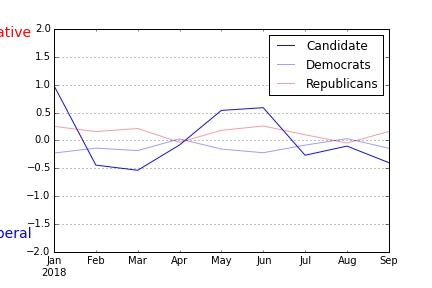 2.0
ative
1.5
1.0
0.5
0.0
−0.5
−1.0
−1.5
beral
−2.0
Candidate
Democrats
Republicans
Jan Feb Mar Apr May Jun Jul Aug Sep
2018